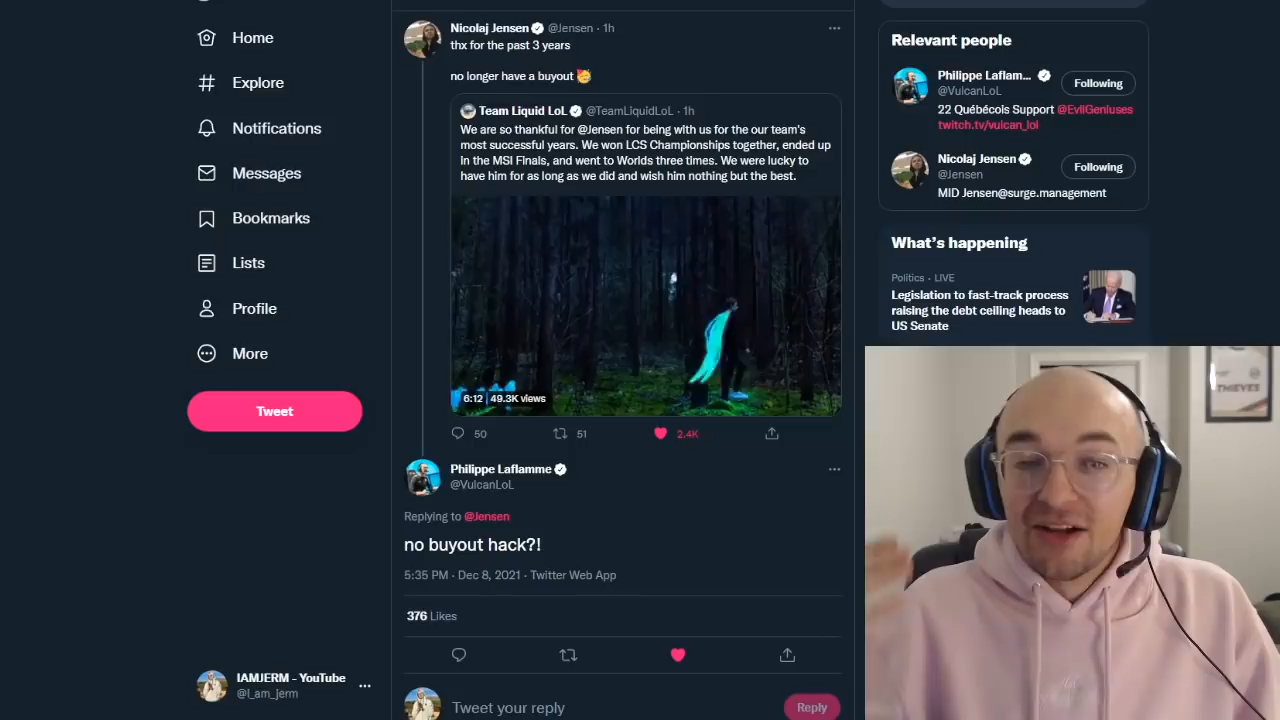 Home
Explore
Notifications
Messages
Bookmarks
Lists
Profile
More
Tweet
IAMJERM - YouTube
@I_am_jerm
Nicolaj Jensen @Jensen · 1h
thx for the past 3 years
no longer have a buyout 🥳
Team Liquid LoL @TeamLiquidLoL · 1h
We are so thankful for @Jensen for being with us for the our team's
most successful years. We won LCS Championships together, ended up
in the MSI Finals, and went to Worlds three times. We were lucky to
have him for as long as we did and wish him nothing but the best.
6:12 49.3K views
50
51
2.4K
Philippe Laflamme
@VulcanLoL
Replying to @Jensen
no buyout hack?!
5:35 PM · Dec 8, 2021 · Twitter Web App
376 Likes
Tweet your reply
Reply
Relevant people
Philippe Laflam...
@VulcanLoL
Following
22 Québécois Support @EvilGeniuses
twitch.tv/vulcan_lol
Nicolaj Jensen
@Jensen
Following
MID Jensen@surge.management
What's happening
Politics · LIVE
Legislation to fast-track process
raising the debt ceiling heads to
US Senate
THIEVES